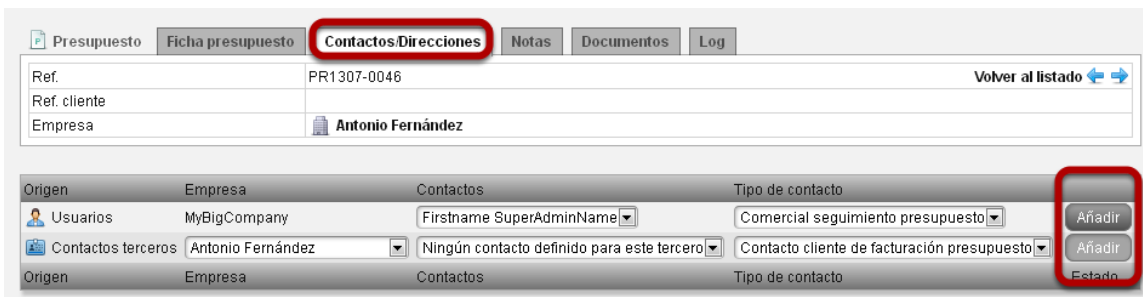 Presupuesto Ficha presupuesto Contactos/Direcciones Notas Documentos Log
Ref. PR1307-0046 Volver al listado
Ref. cliente
Empresa Antonio Fernández
Origen Empresa Contactos Tipo de contacto
Usuarios MyBigCompany Firstname SuperAdminName Comercial seguimiento presupuesto Añadir
Contactos terceros Antonio Fernández Ningún contacto definido para este tercero Contacto cliente de facturación presupuesto Añadir
Origen Empresa Contactos Tipo de contacto Estado